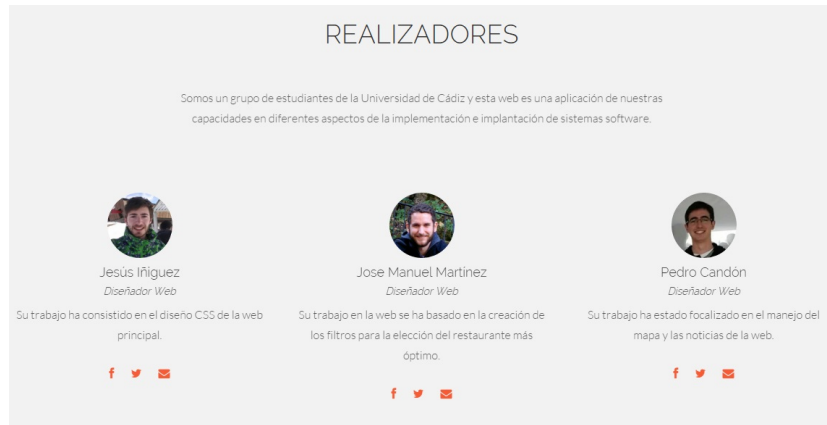 REALIZADORES
Somos un grupo de estudiantes de la Universidad de Cádiz y esta web es una aplicación de nuestras
capacidades en diferentes aspectos de la implementación e implantación de sistemas software.
Jesús Iñiguez
Diseñador Web
Su trabajo ha consistido en el diseño CSS de la web
principal.
Jose Manuel Martínez
Diseñador Web
Su trabajo en la web se ha basado en la creación de
los filtros para la elección del restaurante más
óptimo.
Pedro Candón
Diseñador Web
Su trabajo ha estado focalizado en el manejo del
mapa y las noticias de la web.